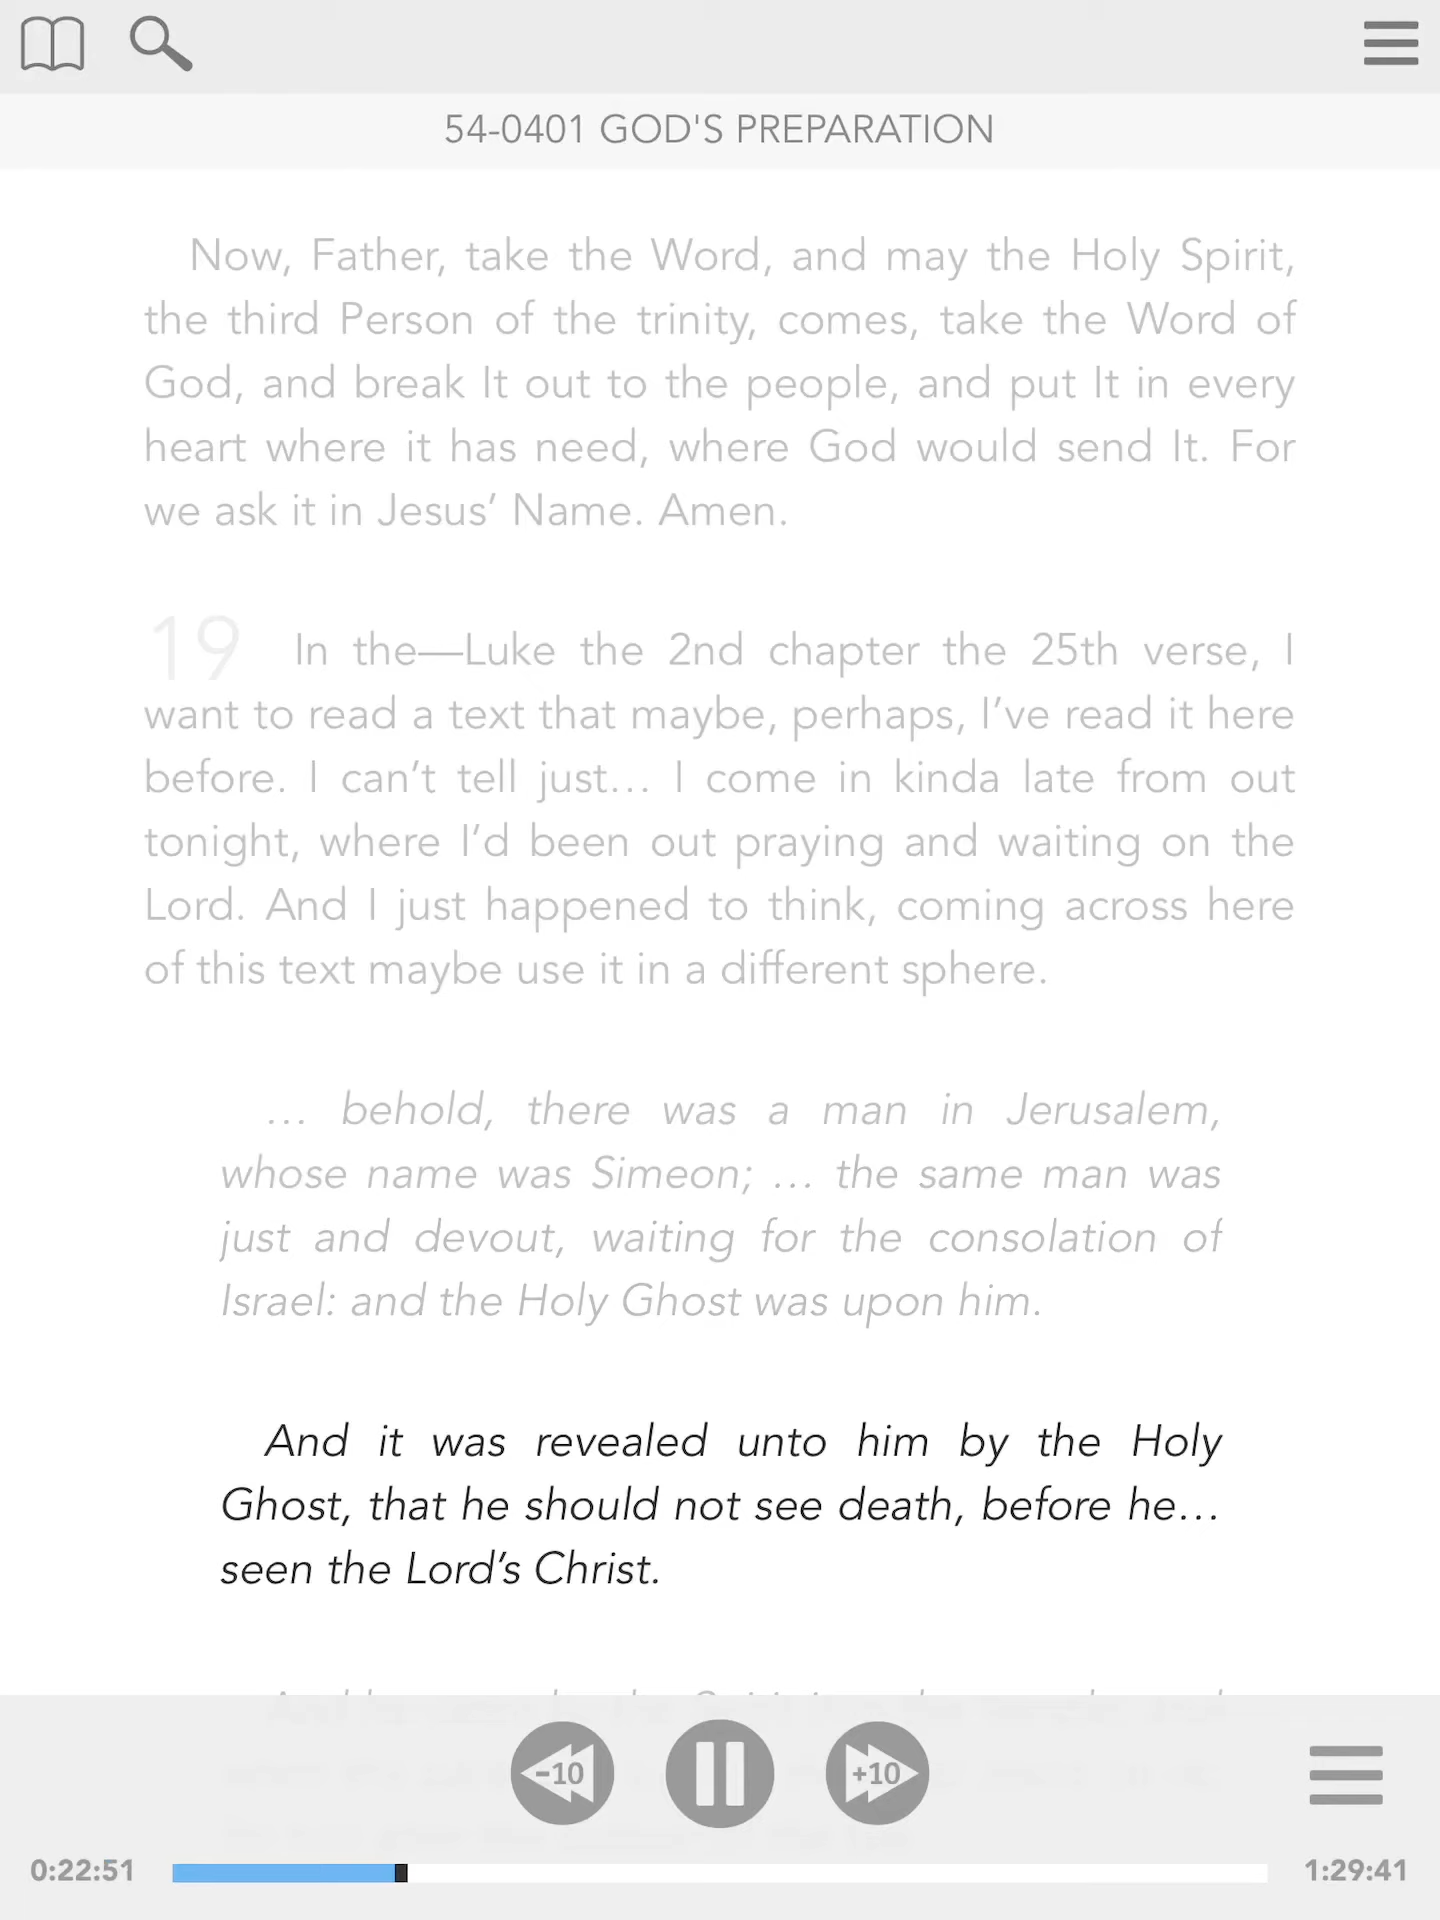 54-0401 GOD'S PREPARATION
Now, Father, take the Word, and may the Holy Spirit,
the third Person of the trinity, comes, take the Word of
God, and break It out to the people, and put It in every
heart where it has need, where God would send It. For
we ask it in Jesus’ Name. Amen.
19 In the—Luke the 2nd chapter the 25th verse, I
want to read a text that maybe, perhaps, I’ve read it here
before. I can’t tell just… I come in kinda late from out
tonight, where I’d been out praying and waiting on the
Lord. And I just happened to think, coming across here
of this text maybe use it in a different sphere.
… behold, there was a man in Jerusalem,
whose name was Simeon; … the same man was
just and devout, waiting for the consolation of
Israel: and the Holy Ghost was upon him.
And it was revealed unto him by the Holy
Ghost, that he should not see death, before he…
seen the Lord’s Christ.
-10 +10
0:22:51 1:29:41